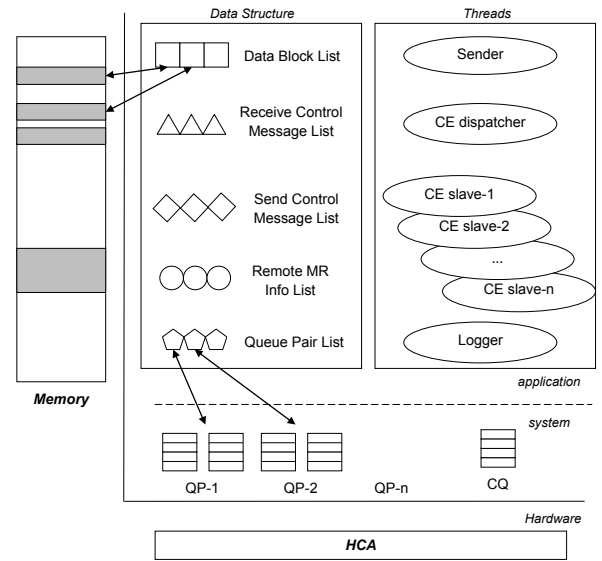 Data Structure
Threads
Data Block List
Sender
Receive Control
Message List
CE dispatcher
Send Control
Message List
CE slave-1
CE slave-2
...
CE slave-n
Remote MR
Info List
Queue Pair List
Logger
Memory
application
system
QP-1
QP-2
QP-n
CQ
Hardware
HCA